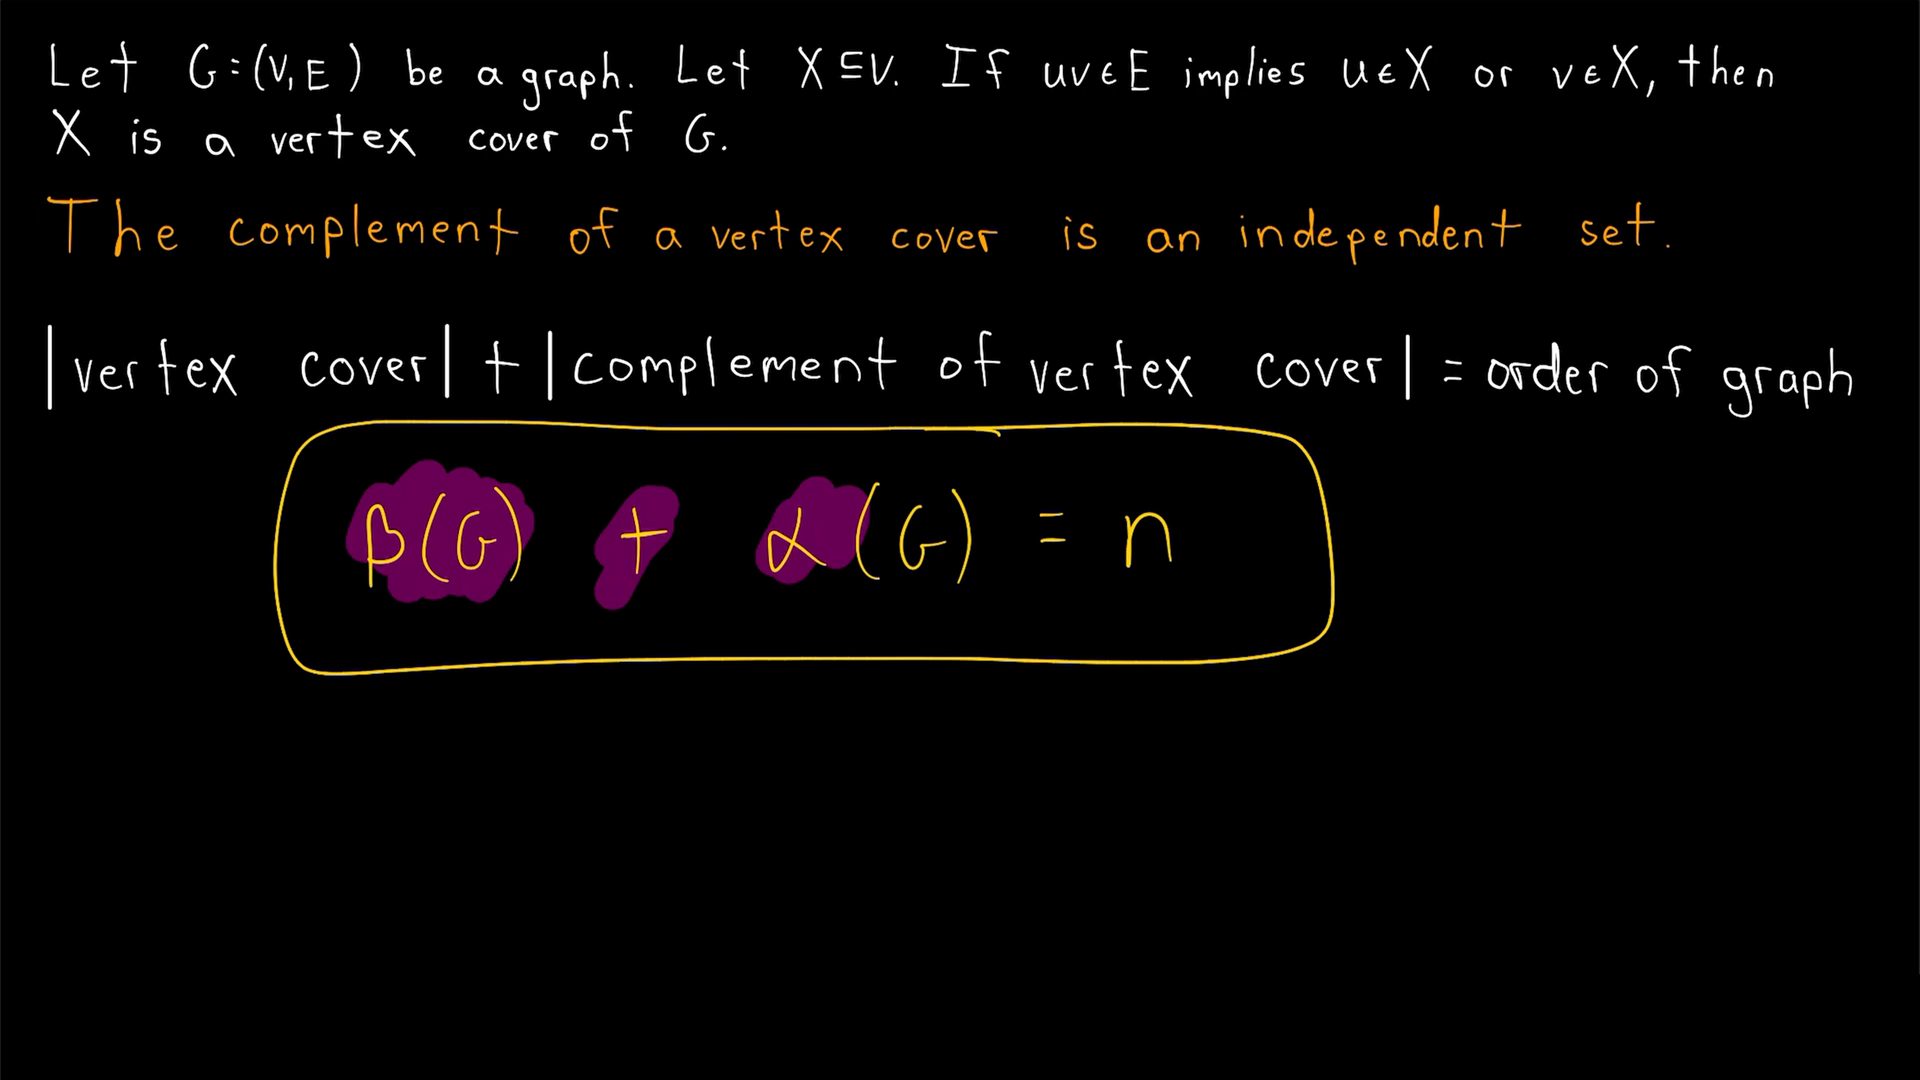 Let G=(V,E) be a graph. Let X⊆V. If uv∈E implies u∈X or v∈X, then
X is a vertex cover of G.
The complement of a vertex cover is an independent set.
|vertex cover| + |complement of vertex cover| = order of graph
β(G) + α(G) = n